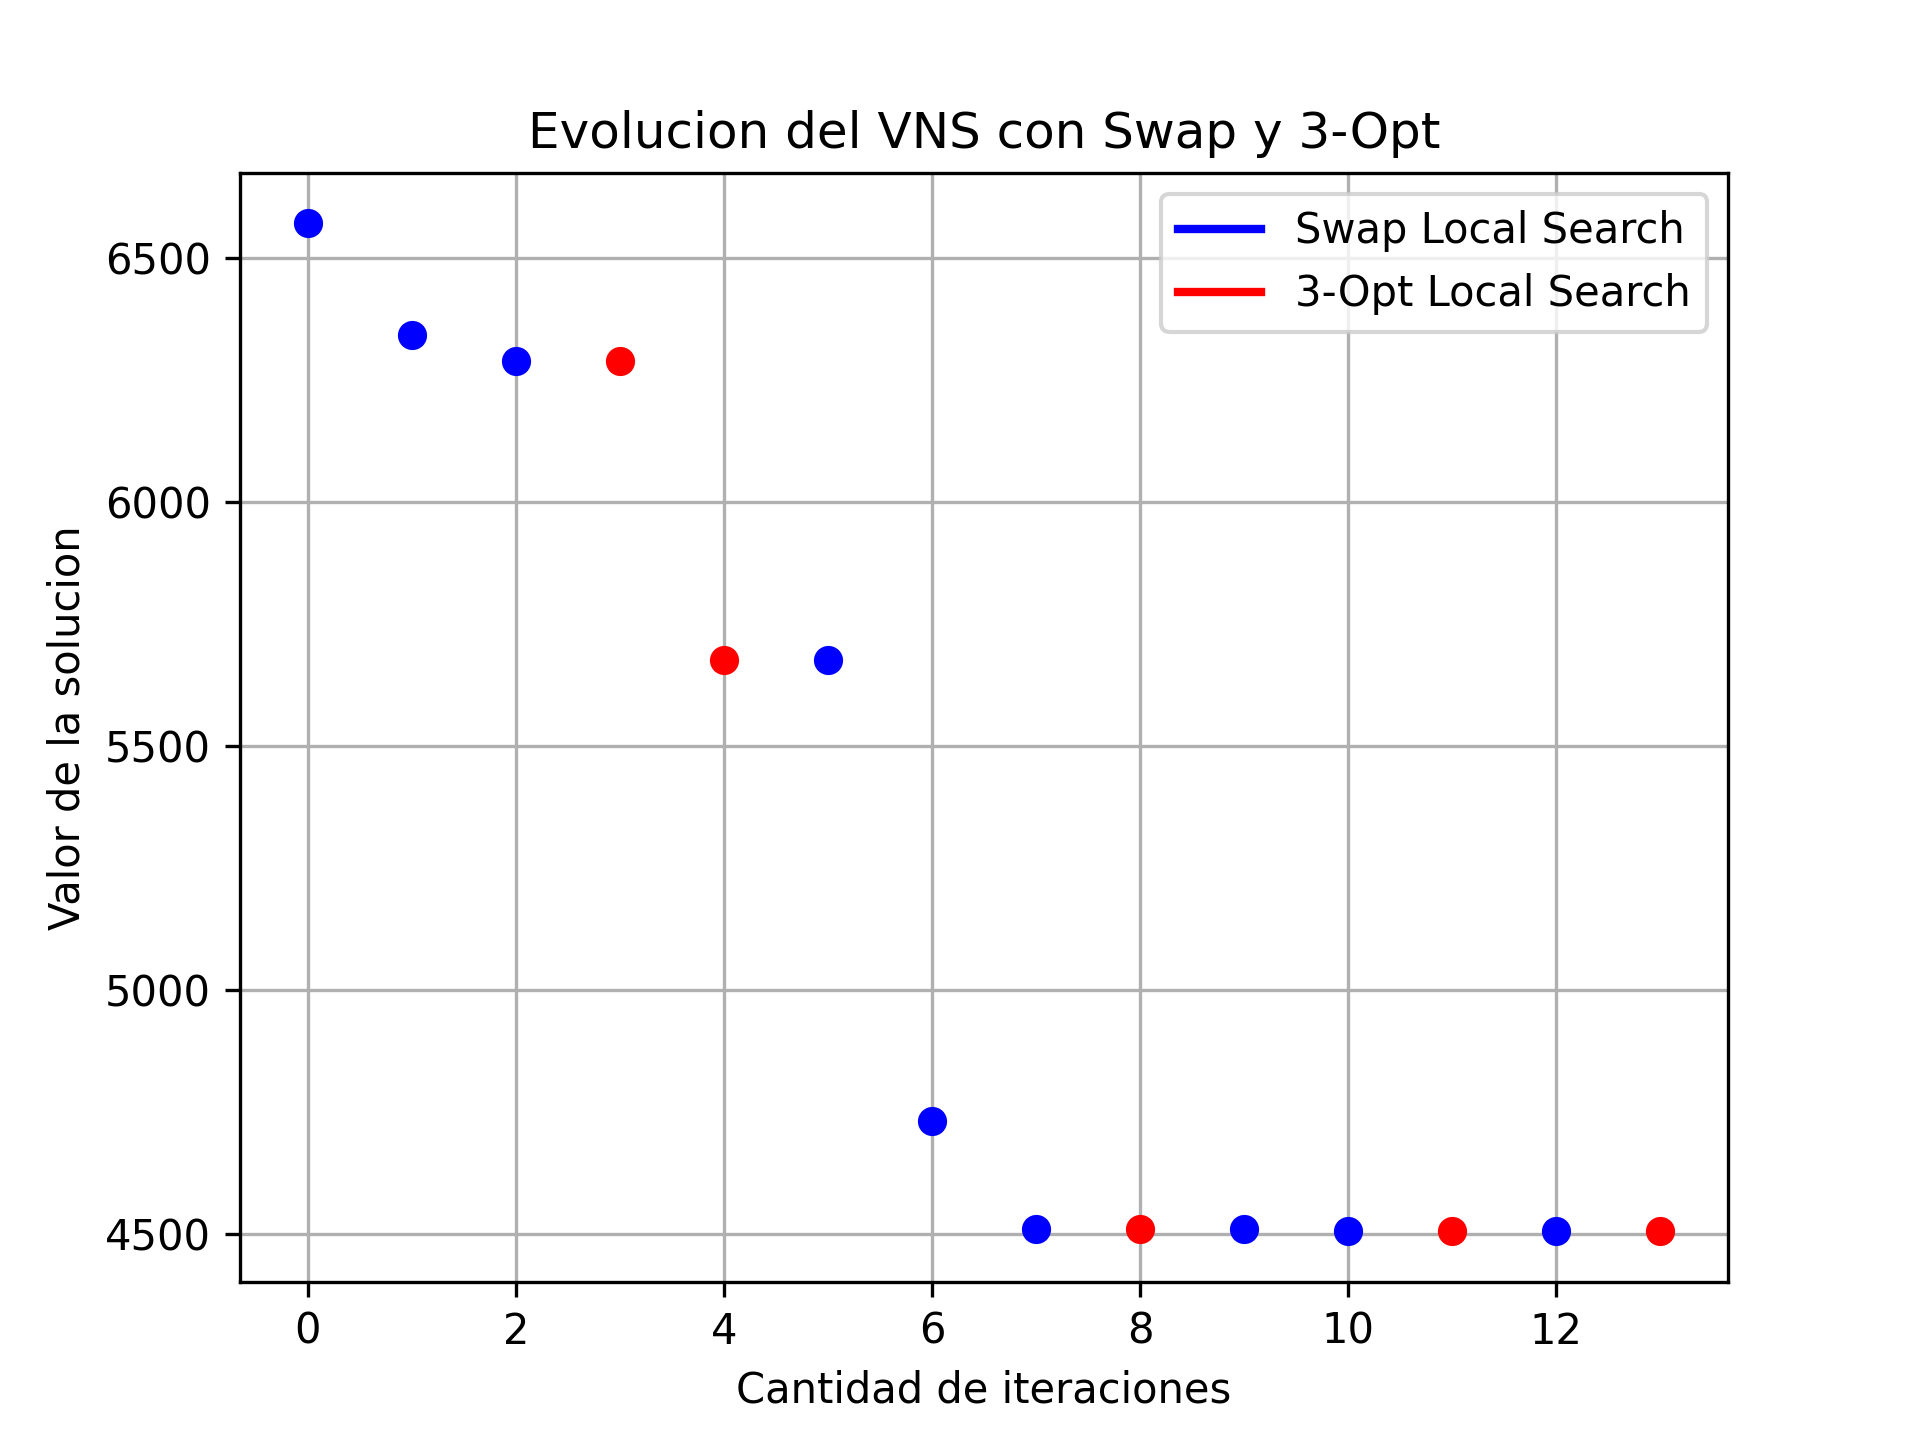 Evolucion del VNS con Swap y 3-Opt
Swap Local Search
3-Opt Local Search
6500
6000
5500
5000
4500
Valor de la solucion
0 2 4 6 8 10 12
Cantidad de iteraciones